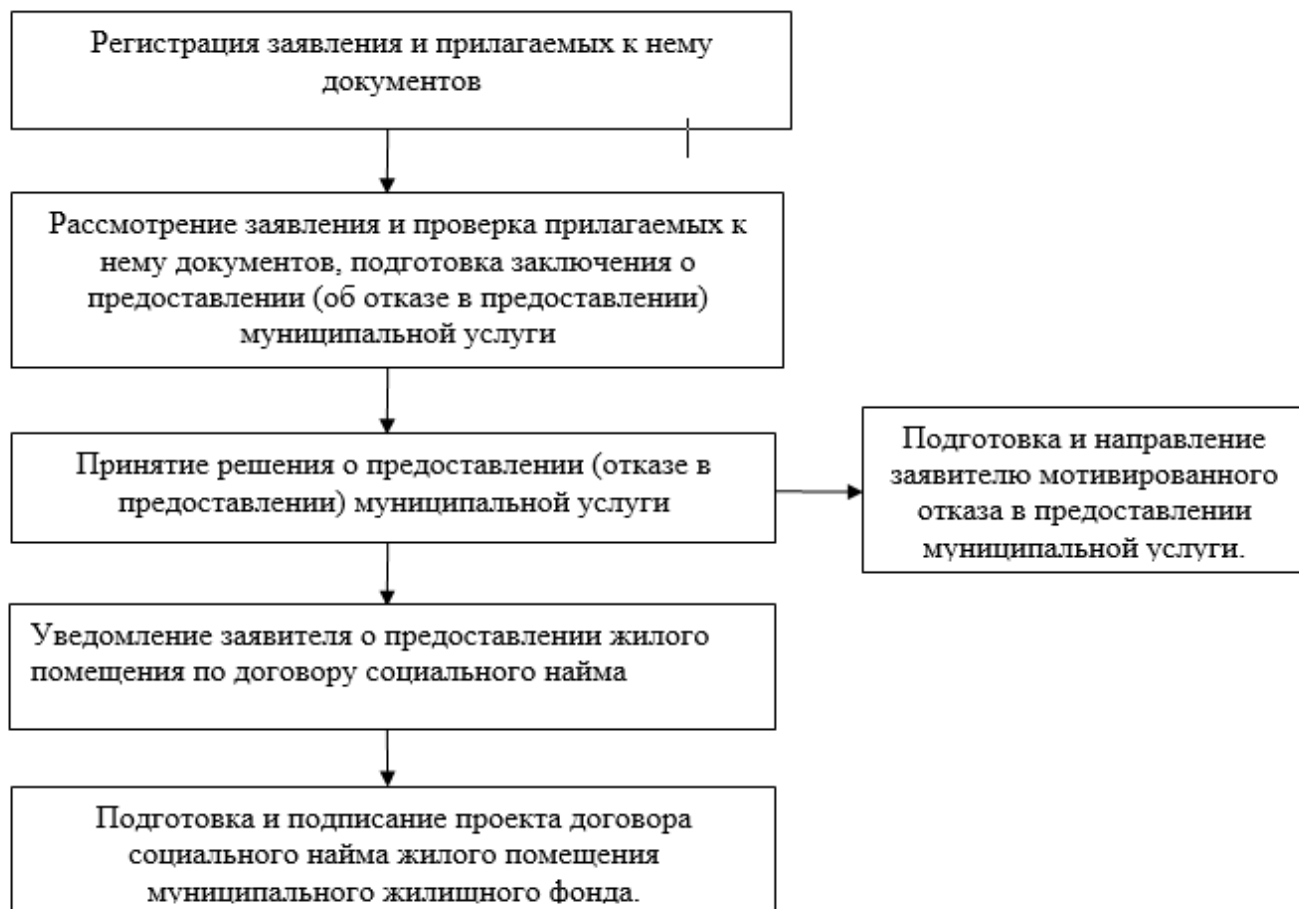 Регистрация заявления и прилагаемых к нему
документов
Рассмотрение заявления и проверка прилагаемых к
нему документов, подготовка заключения о
предоставлении (об отказе в предоставлении)
муниципальной услуги
Принятие решения о предоставлении (отказе в
предоставлении) муниципальной услуги
Подготовка и направление
заявителю мотивированного
отказа в предоставлении
муниципальной услуги.
Уведомление заявителя о предоставлении жилого
помещения по договору социального найма
Подготовка и подписание проекта договора
социального найма жилого помещения
муниципального жилищного фонда.